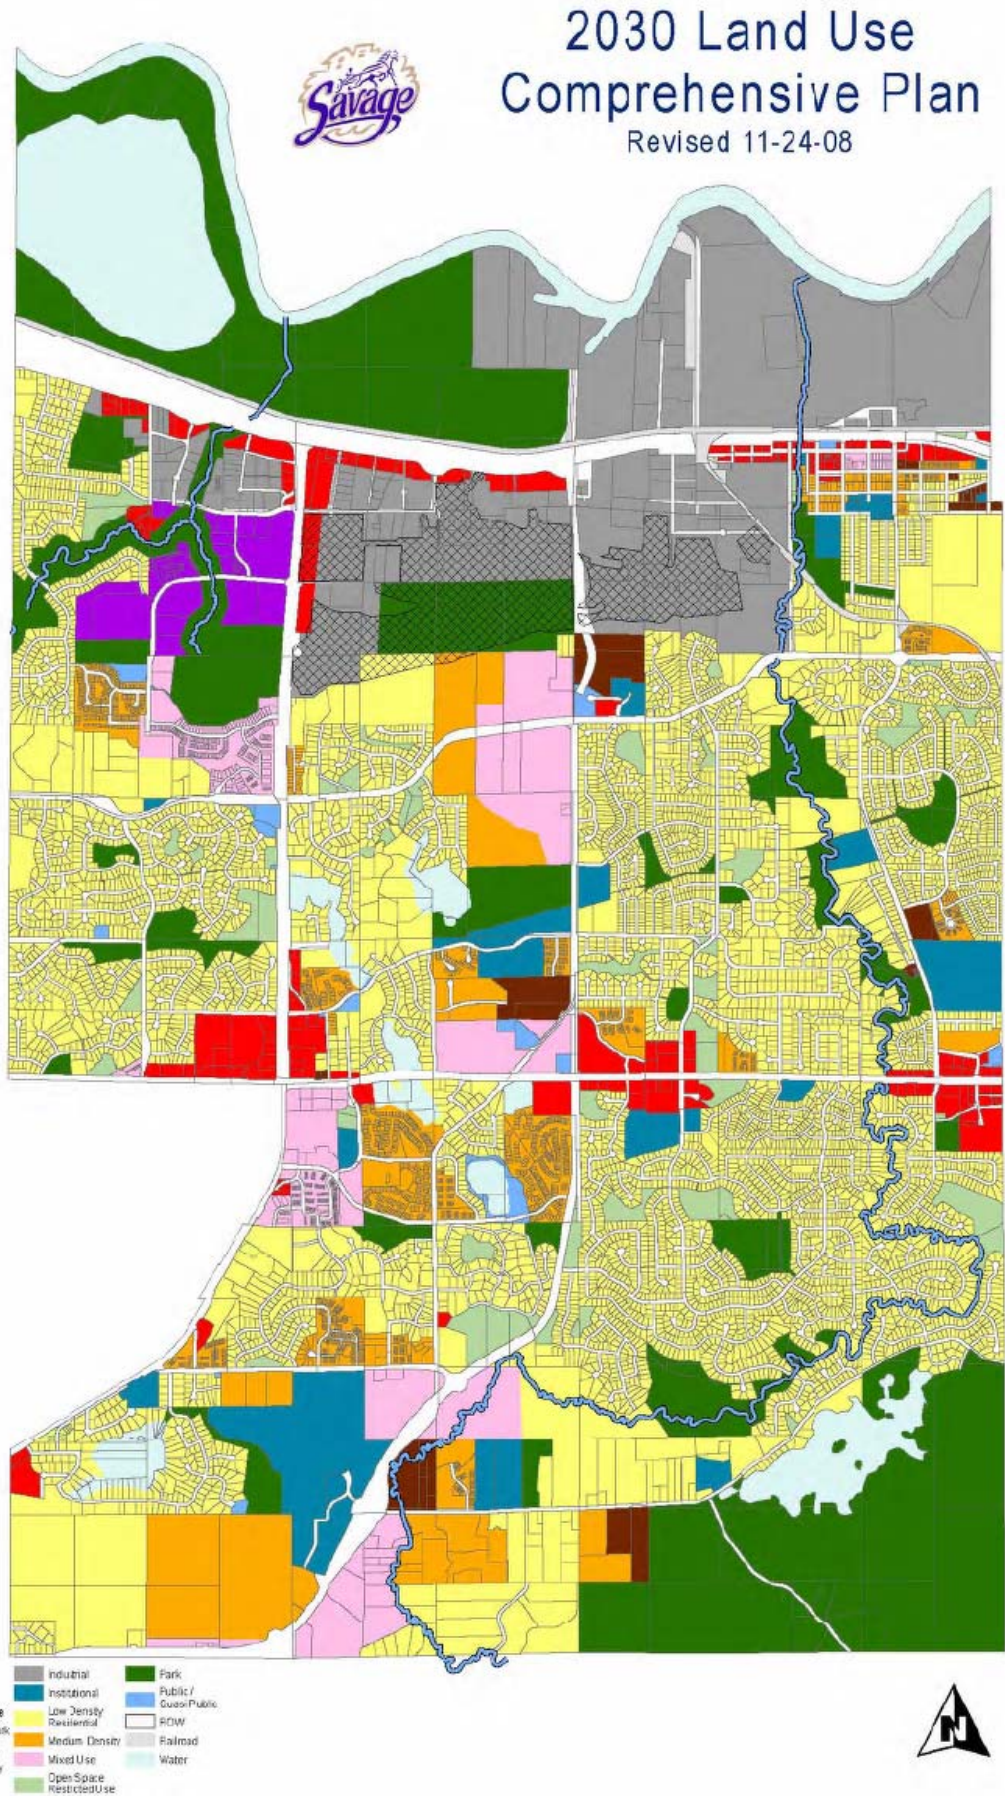 2030 Land Use
Comprehensive Plan
Revised 11-24-08
Savage
Industrial
Institutional
Low Density
Residential
Medium Density
Mixed Use
Open Space
Restricted Use
Park
Public /
Quasi Public
ROW
Railroad
Water
N